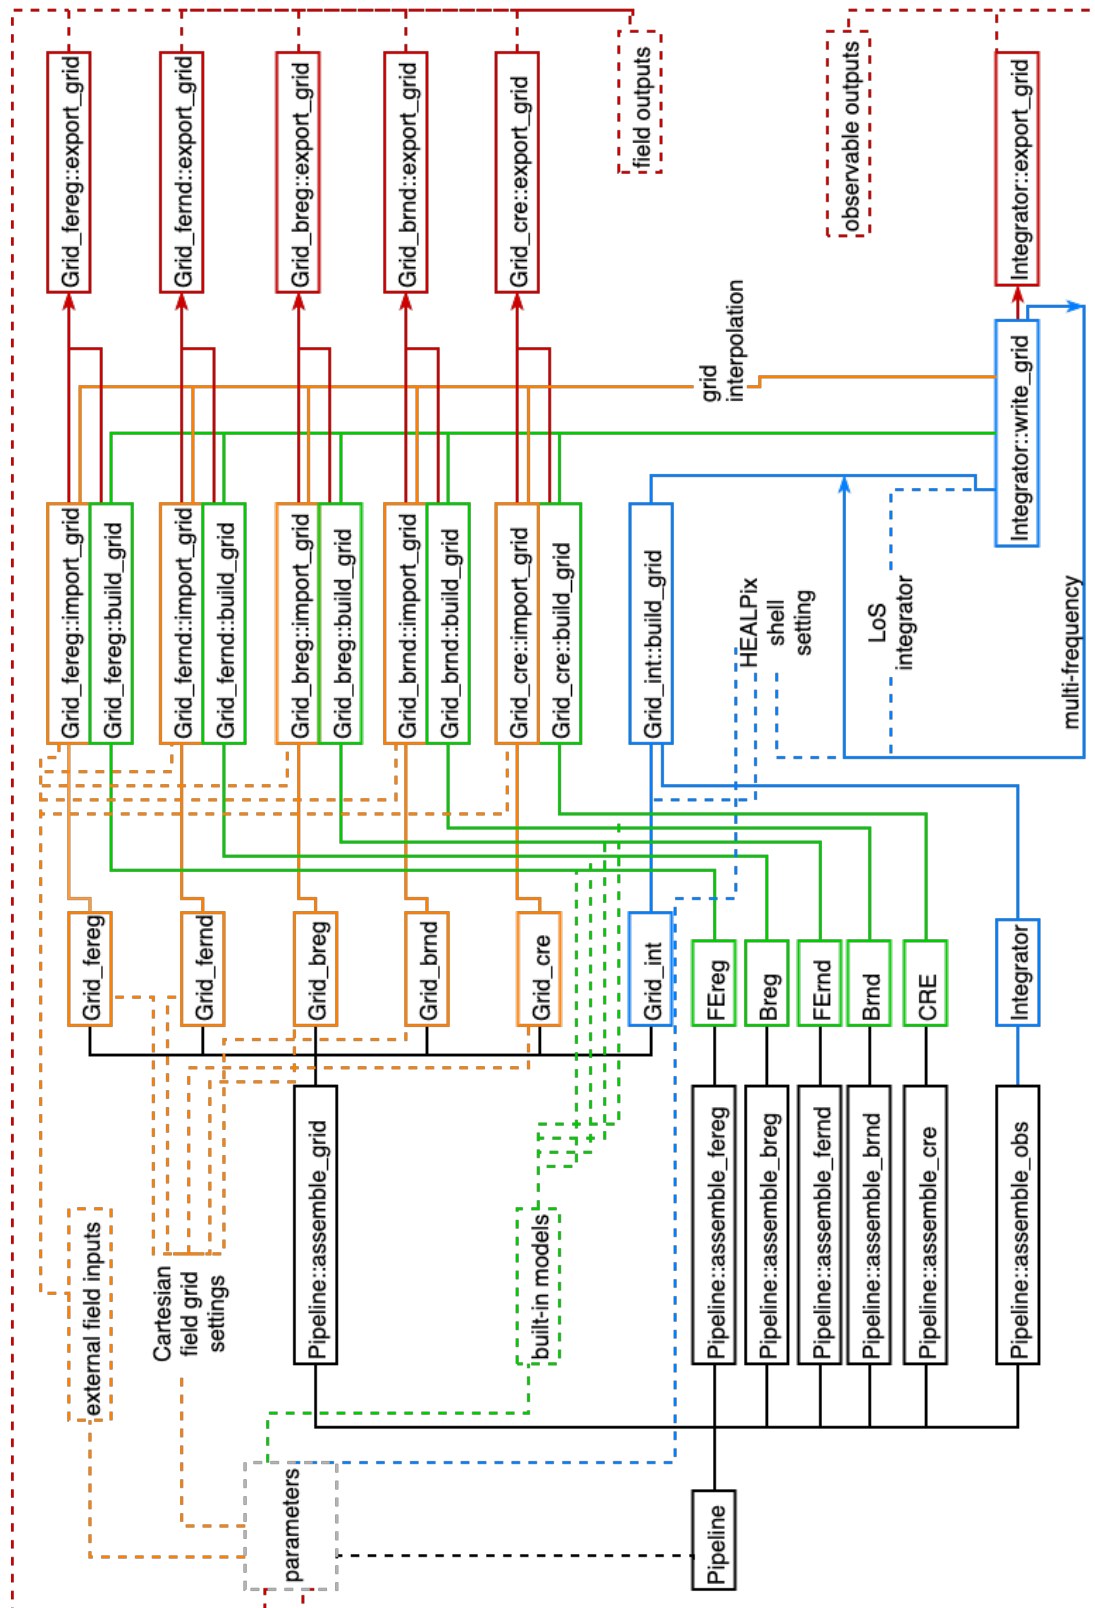 Pipeline
parameters
external field inputs
Cartesian
field grid
settings
built-in models
Pipeline::assemble_grid
Pipeline::assemble_fereg
Pipeline::assemble_breg
Pipeline::assemble_fernd
Pipeline::assemble_brnd
Pipeline::assemble_cre
Pipeline::assemble_obs
Grid_fereg
Grid_fernd
Grid_breg
Grid_brnd
Grid_cre
Grid_int
FEreg
Breg
FErnd
Brnd
CRE
Integrator
Grid_fereg::import_grid
Grid_fereg::build_grid
Grid_fernd::import_grid
Grid_fernd::build_grid
Grid_breg::import_grid
Grid_breg::build_grid
Grid_brnd::import_grid
Grid_brnd::build_grid
Grid_cre::import_grid
Grid_cre::build_grid
Grid_int::build_grid
HEALPix
shell
setting
LoS
integrator
multi-frequency
grid
interpolation
Integrator::write_grid
Grid_fereg::export_grid
Grid_fernd::export_grid
Grid_breg::export_grid
Grid_brnd::export_grid
Grid_cre::export_grid
field outputs
observable outputs
Integrator::export_grid